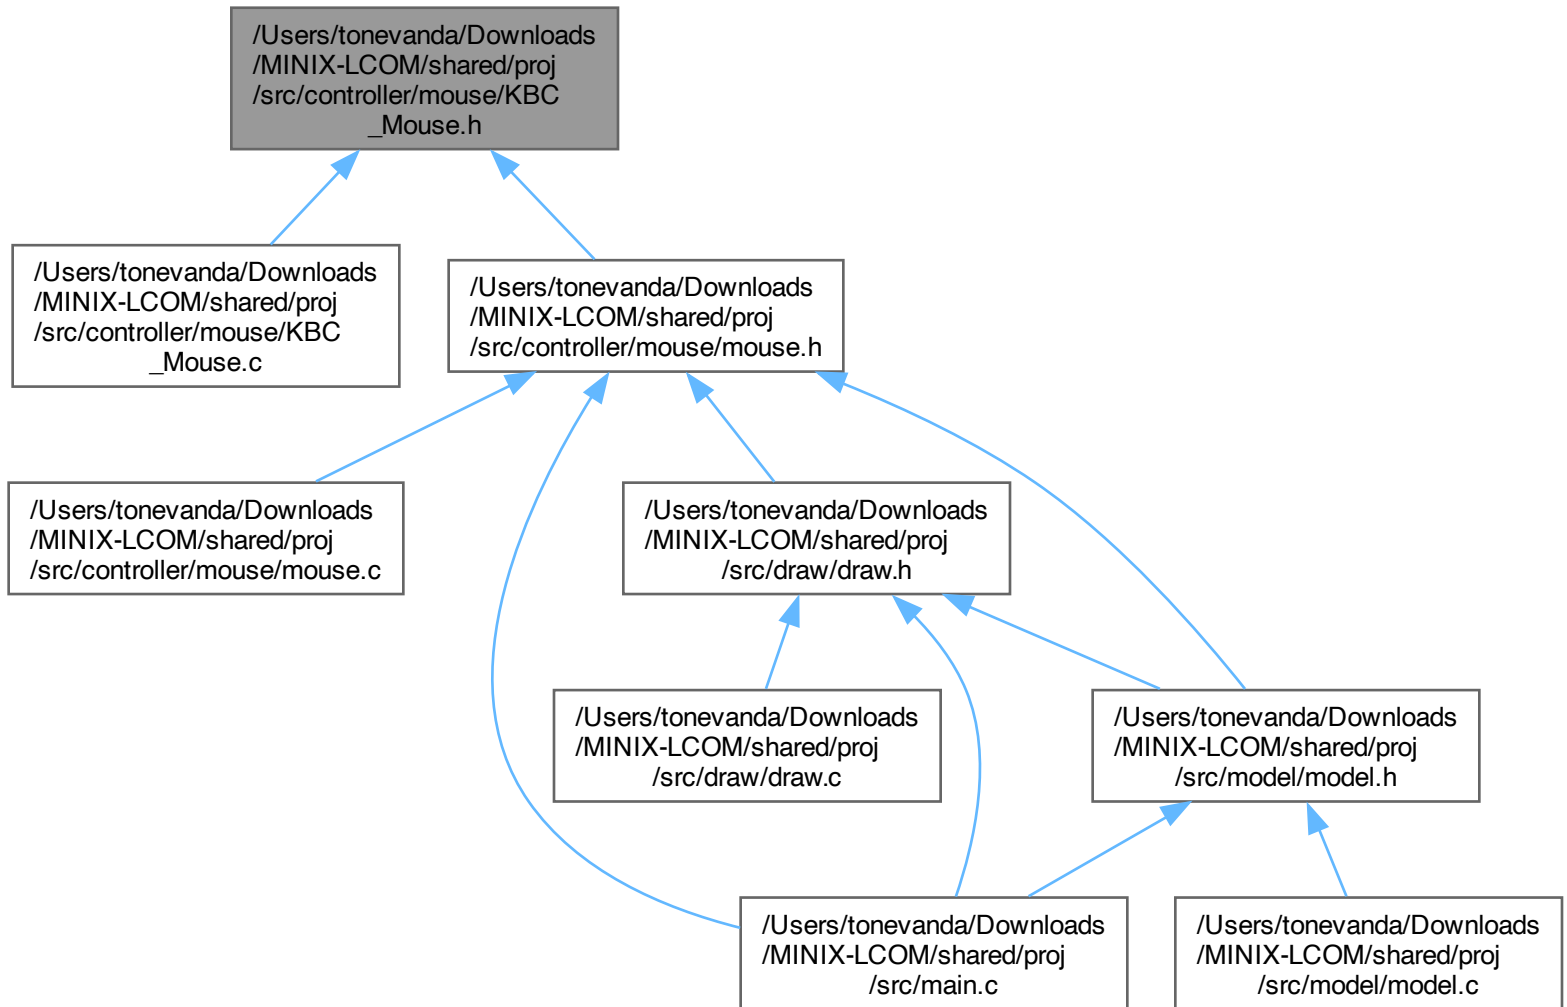 /Users/tonevanda/Downloads
/MINIX-LCOM/shared/proj
/src/controller/mouse/KBC
_Mouse.h
/Users/tonevanda/Downloads
/MINIX-LCOM/shared/proj
/src/controller/mouse/KBC
_Mouse.c
/Users/tonevanda/Downloads
/MINIX-LCOM/shared/proj
/src/controller/mouse/mouse.h
/Users/tonevanda/Downloads
/MINIX-LCOM/shared/proj
/src/controller/mouse/mouse.c
/Users/tonevanda/Downloads
/MINIX-LCOM/shared/proj
/src/draw/draw.h
/Users/tonevanda/Downloads
/MINIX-LCOM/shared/proj
/src/draw/draw.c
/Users/tonevanda/Downloads
/MINIX-LCOM/shared/proj
/src/model/model.h
/Users/tonevanda/Downloads
/MINIX-LCOM/shared/proj
/src/main.c
/Users/tonevanda/Downloads
/MINIX-LCOM/shared/proj
/src/model/model.c